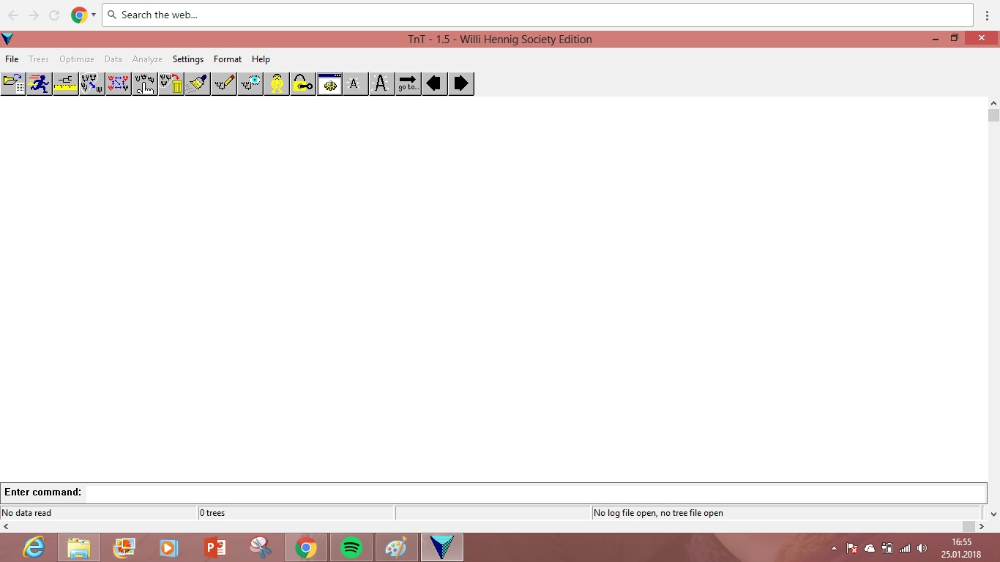 Search the web...
TnT - 1.5 - Willi Hennig Society Edition
File Trees Optimize Data Analyze Settings Format Help
A A go to...
Enter command:
No data read 0 trees No log file open, no tree file open
16:55
25.01.2018